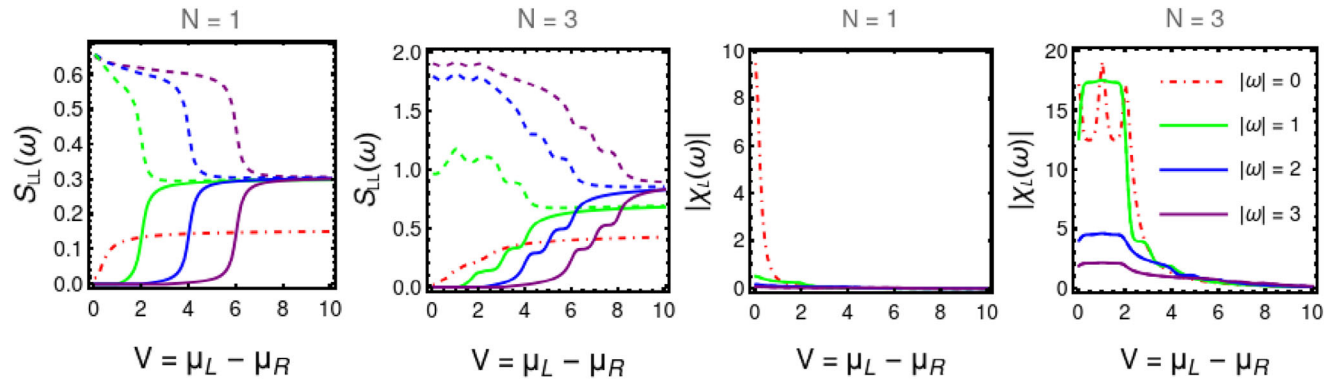 N = 1
S_LL(ω)
0.6
0.5
0.4
0.3
0.2
0.1
0.0
0 2 4 6 8 10
V = μ_L − μ_R
N = 3
S_LL(ω)
2.0
1.5
1.0
0.5
0.0
0 2 4 6 8 10
V = μ_L − μ_R
N = 1
|χ_L(ω)|
10
8
6
4
2
0
0 2 4 6 8 10
V = μ_L − μ_R
N = 3
|χ_L(ω)|
20
15
10
5
0
0 2 4 6 8 10
V = μ_L − μ_R
|ω| = 0
|ω| = 1
|ω| = 2
|ω| = 3